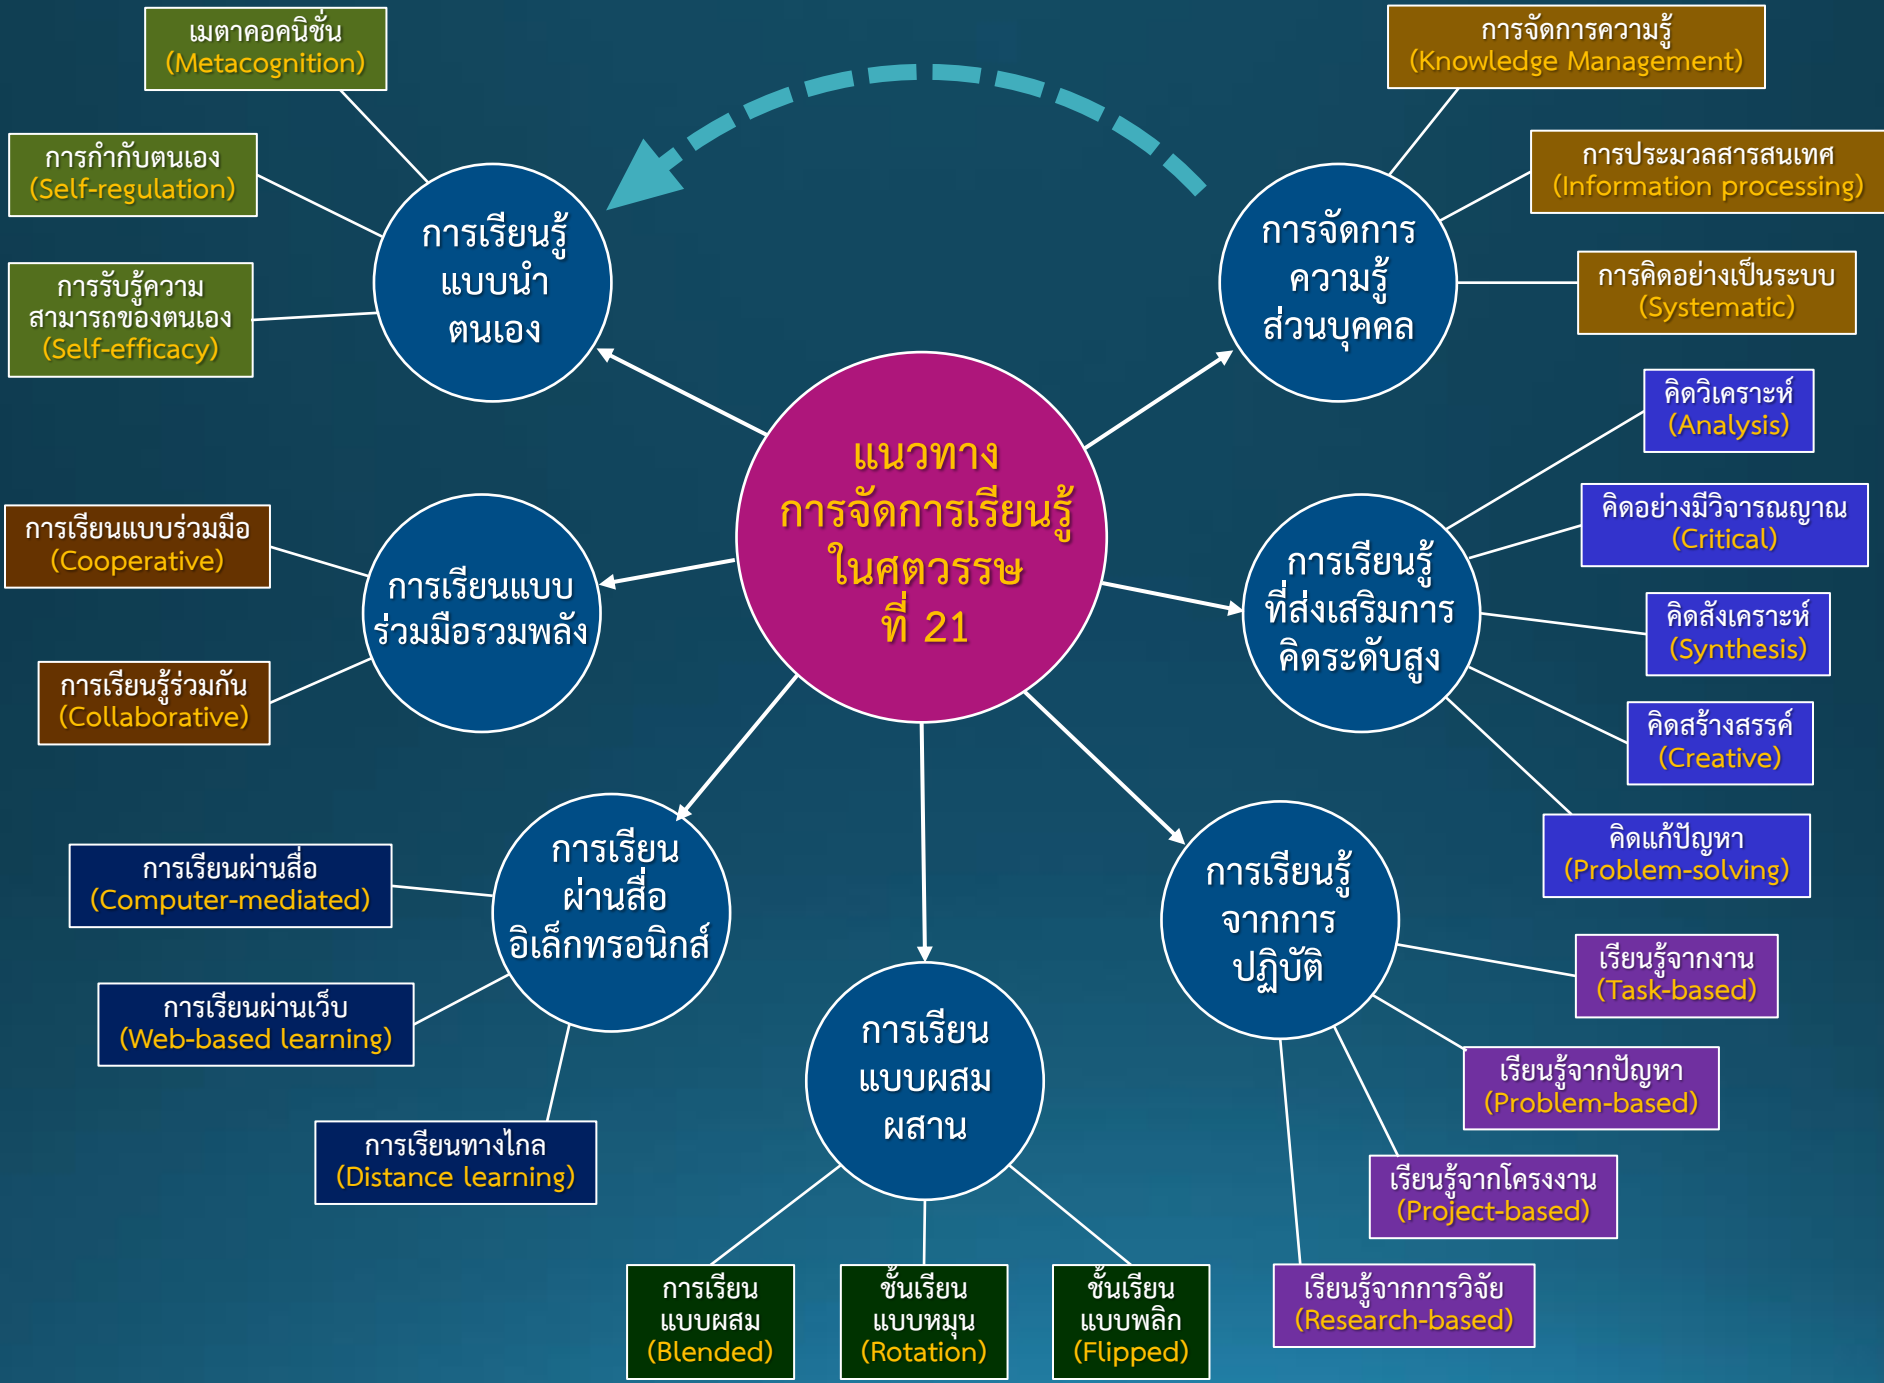 แนวทาง
การจัดการเรียนรู้
ในศตวรรษ
ที่ 21
การเรียนรู้
แบบนำ
ตนเอง
เมตาคอคนิชั่น
(Metacognition)
การกำกับตนเอง
(Self-regulation)
การรับรู้ความ
สามารถของตนเอง
(Self-efficacy)
การเรียนแบบ
ร่วมมือรวมพลัง
การเรียนแบบร่วมมือ
(Cooperative)
การเรียนรู้ร่วมกัน
(Collaborative)
การเรียน
ผ่านสื่อ
อิเล็กทรอนิกส์
การเรียนผ่านสื่อ
(Computer-mediated)
การเรียนผ่านเว็บ
(Web-based learning)
การเรียนทางไกล
(Distance learning)
การเรียน
แบบผสม
ผสาน
การเรียน
แบบผสม
(Blended)
ชั้นเรียน
แบบหมุน
(Rotation)
ชั้นเรียน
แบบพลิก
(Flipped)
การเรียนรู้
จากการ
ปฏิบัติ
เรียนรู้จากงาน
(Task-based)
เรียนรู้จากปัญหา
(Problem-based)
เรียนรู้จากโครงงาน
(Project-based)
เรียนรู้จากการวิจัย
(Research-based)
การเรียนรู้
ที่ส่งเสริมการ
คิดระดับสูง
คิดวิเคราะห์
(Analysis)
คิดอย่างมีวิจารณญาณ
(Critical)
คิดสังเคราะห์
(Synthesis)
คิดสร้างสรรค์
(Creative)
คิดแก้ปัญหา
(Problem-solving)
การจัดการ
ความรู้
ส่วนบุคคล
การจัดการความรู้
(Knowledge Management)
การประมวลสารสนเทศ
(Information processing)
การคิดอย่างเป็นระบบ
(Systematic)